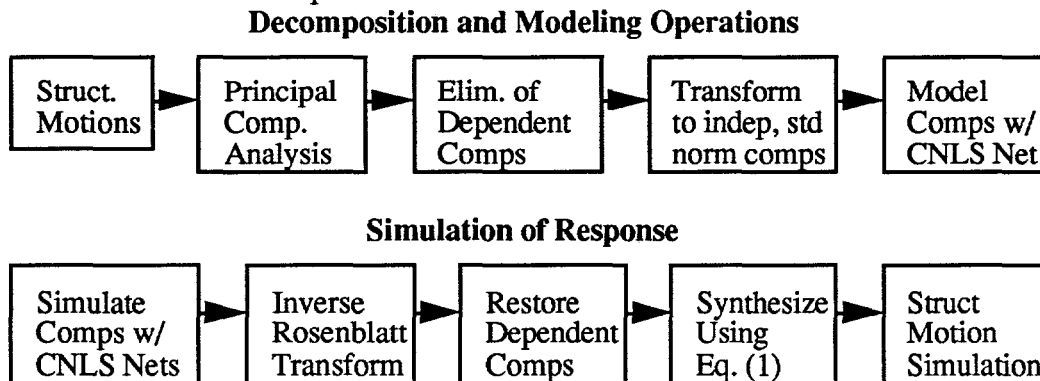 Decomposition and Modeling Operations
Struct.
Motions
Principal
Comp.
Analysis
Elim. of
Dependent
Comps
Transform
to indep, std
norm comps
Model
Comps w/
CNLS Net
Simulation of Response
Simulate
Comps w/
CNLS Nets
Inverse
Rosenblatt
Transform
Restore
Dependent
Comps
Synthesize
Using
Eq. (1)
Struct
Motion
Simulation